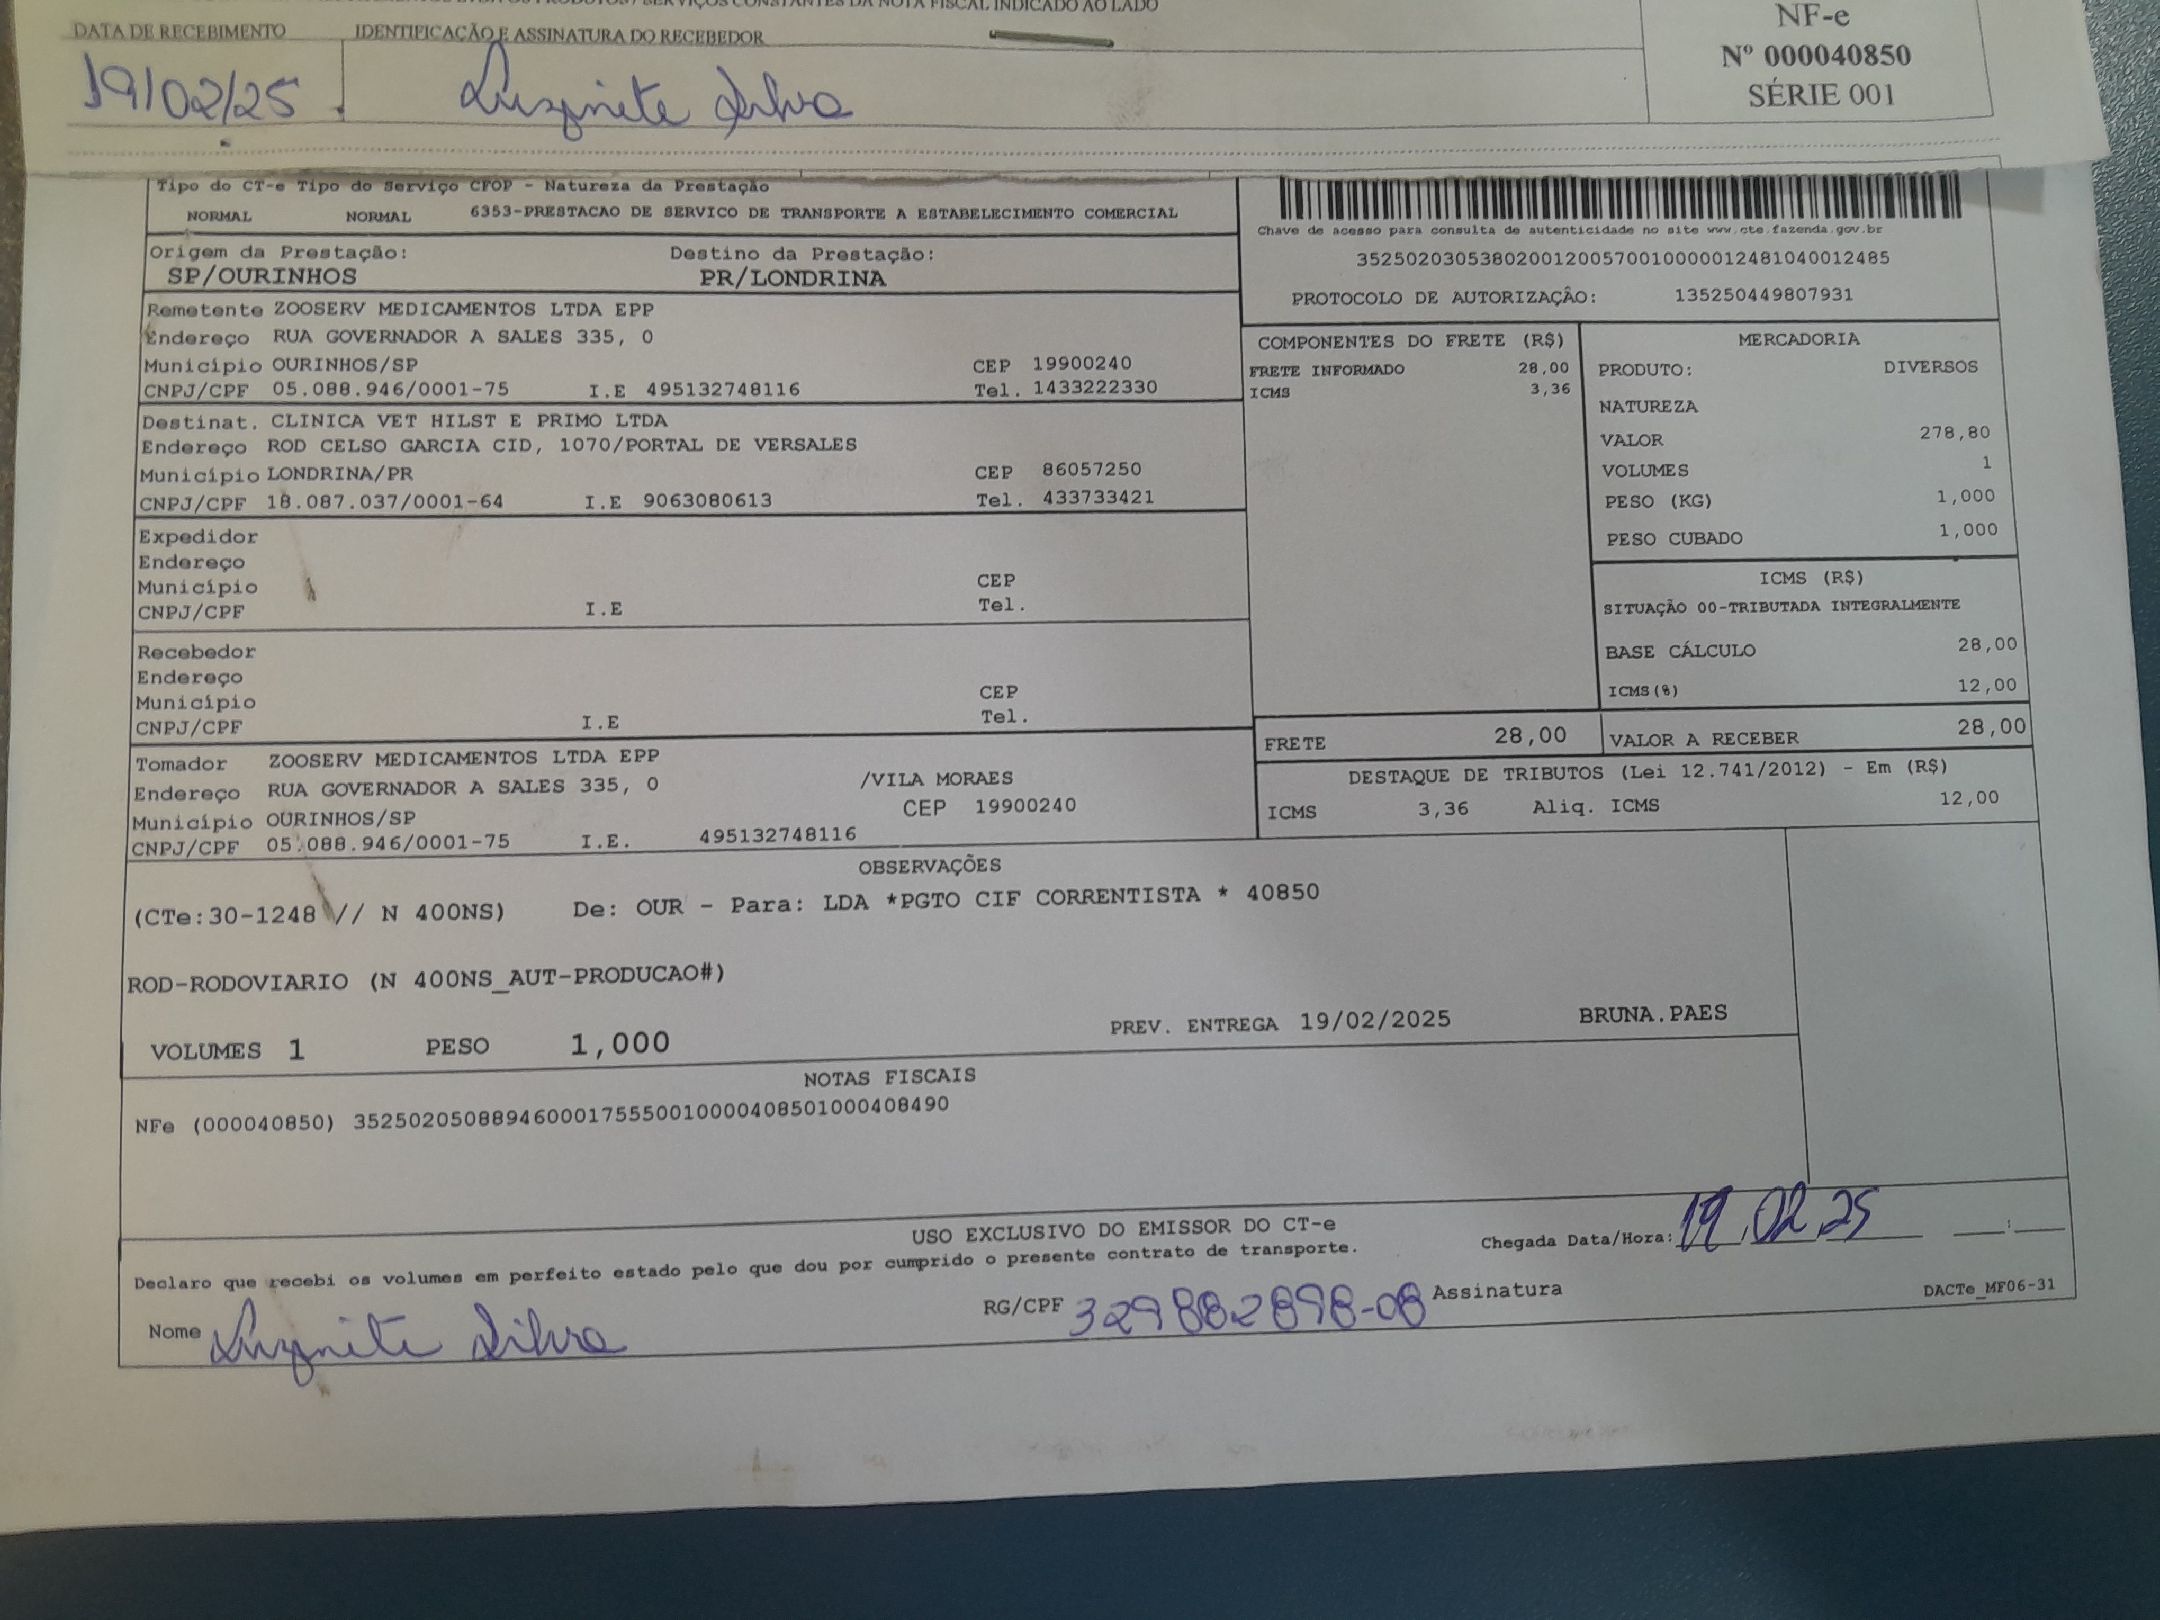 SERVIÇOS CONSTANTES DA NOTA FISCAL INDICADO AO LADO
DATA DE RECEBIMENTO IDENTIFICAÇÃO E ASSINATURA DO RECEBEDOR
19/02/25 Luzinete Silva
NF-e
Nº 000040850
SÉRIE 001
Tipo do CT-e Tipo do Serviço CFOP - Natureza da Prestação
NORMAL NORMAL 6353-PRESTACAO DE SERVICO DE TRANSPORTE A ESTABELECIMENTO COMERCIAL
Origem da Prestação: Destino da Prestação:
SP/OURINHOS PR/LONDRINA
Remetente ZOOSERV MEDICAMENTOS LTDA EPP
Endereço RUA GOVERNADOR A SALES 335, 0
Município OURINHOS/SP CEP 19900240
CNPJ/CPF 05.088.946/0001-75 I.E 495132748116 Tel. 1433222330
Destinat. CLINICA VET HILST E PRIMO LTDA
Endereço ROD CELSO GARCIA CID, 1070/PORTAL DE VERSALES
Município LONDRINA/PR CEP 86057250
CNPJ/CPF 18.087.037/0001-64 I.E 9063080613 Tel. 433733421
Expedidor
Endereço
Município CEP
CNPJ/CPF I.E Tel.
Recebedor
Endereço
Município CEP
CNPJ/CPF I.E Tel.
Tomador ZOOSERV MEDICAMENTOS LTDA EPP
Endereço RUA GOVERNADOR A SALES 335, 0 /VILA MORAES
Município OURINHOS/SP CEP 19900240
CNPJ/CPF 05.088.946/0001-75 I.E. 495132748116
Chave de acesso para consulta de autenticidade no site www.cte.fazenda.gov.br
35250203053802001200570010000012481040012485
PROTOCOLO DE AUTORIZAÇÃO: 135250449807931
COMPONENTES DO FRETE (R$)
FRETE INFORMADO 28,00
ICMS 3,36
MERCADORIA
PRODUTO: DIVERSOS
NATUREZA
VALOR 278,80
VOLUMES 1
PESO (KG) 1,000
PESO CUBADO 1,000
ICMS (R$)
SITUAÇÃO 00-TRIBUTADA INTEGRALMENTE
BASE CÁLCULO 28,00
ICMS(%) 12,00
FRETE 28,00 VALOR A RECEBER 28,00
DESTAQUE DE TRIBUTOS (Lei 12.741/2012) - Em (R$)
ICMS 3,36 Aliq. ICMS 12,00
OBSERVAÇÕES
(CTe:30-1248 // N 400NS) De: OUR - Para: LDA *PGTO CIF CORRENTISTA * 40850
ROD-RODOVIARIO (N 400NS_AUT-PRODUCAO#)
VOLUMES 1 PESO 1,000 PREV. ENTREGA 19/02/2025 BRUNA.PAES
NOTAS FISCAIS
NFe (000040850) 35250205088946000175550010000408501000408490
USO EXCLUSIVO DO EMISSOR DO CT-e
Declaro que recebi os volumes em perfeito estado pelo que dou por cumprido o presente contrato de transporte.
Chegada Data/Hora: 19.02.25 :
Nome Luzinete Silva RG/CPF 329882898-08 Assinatura
DACTe_MF06-31